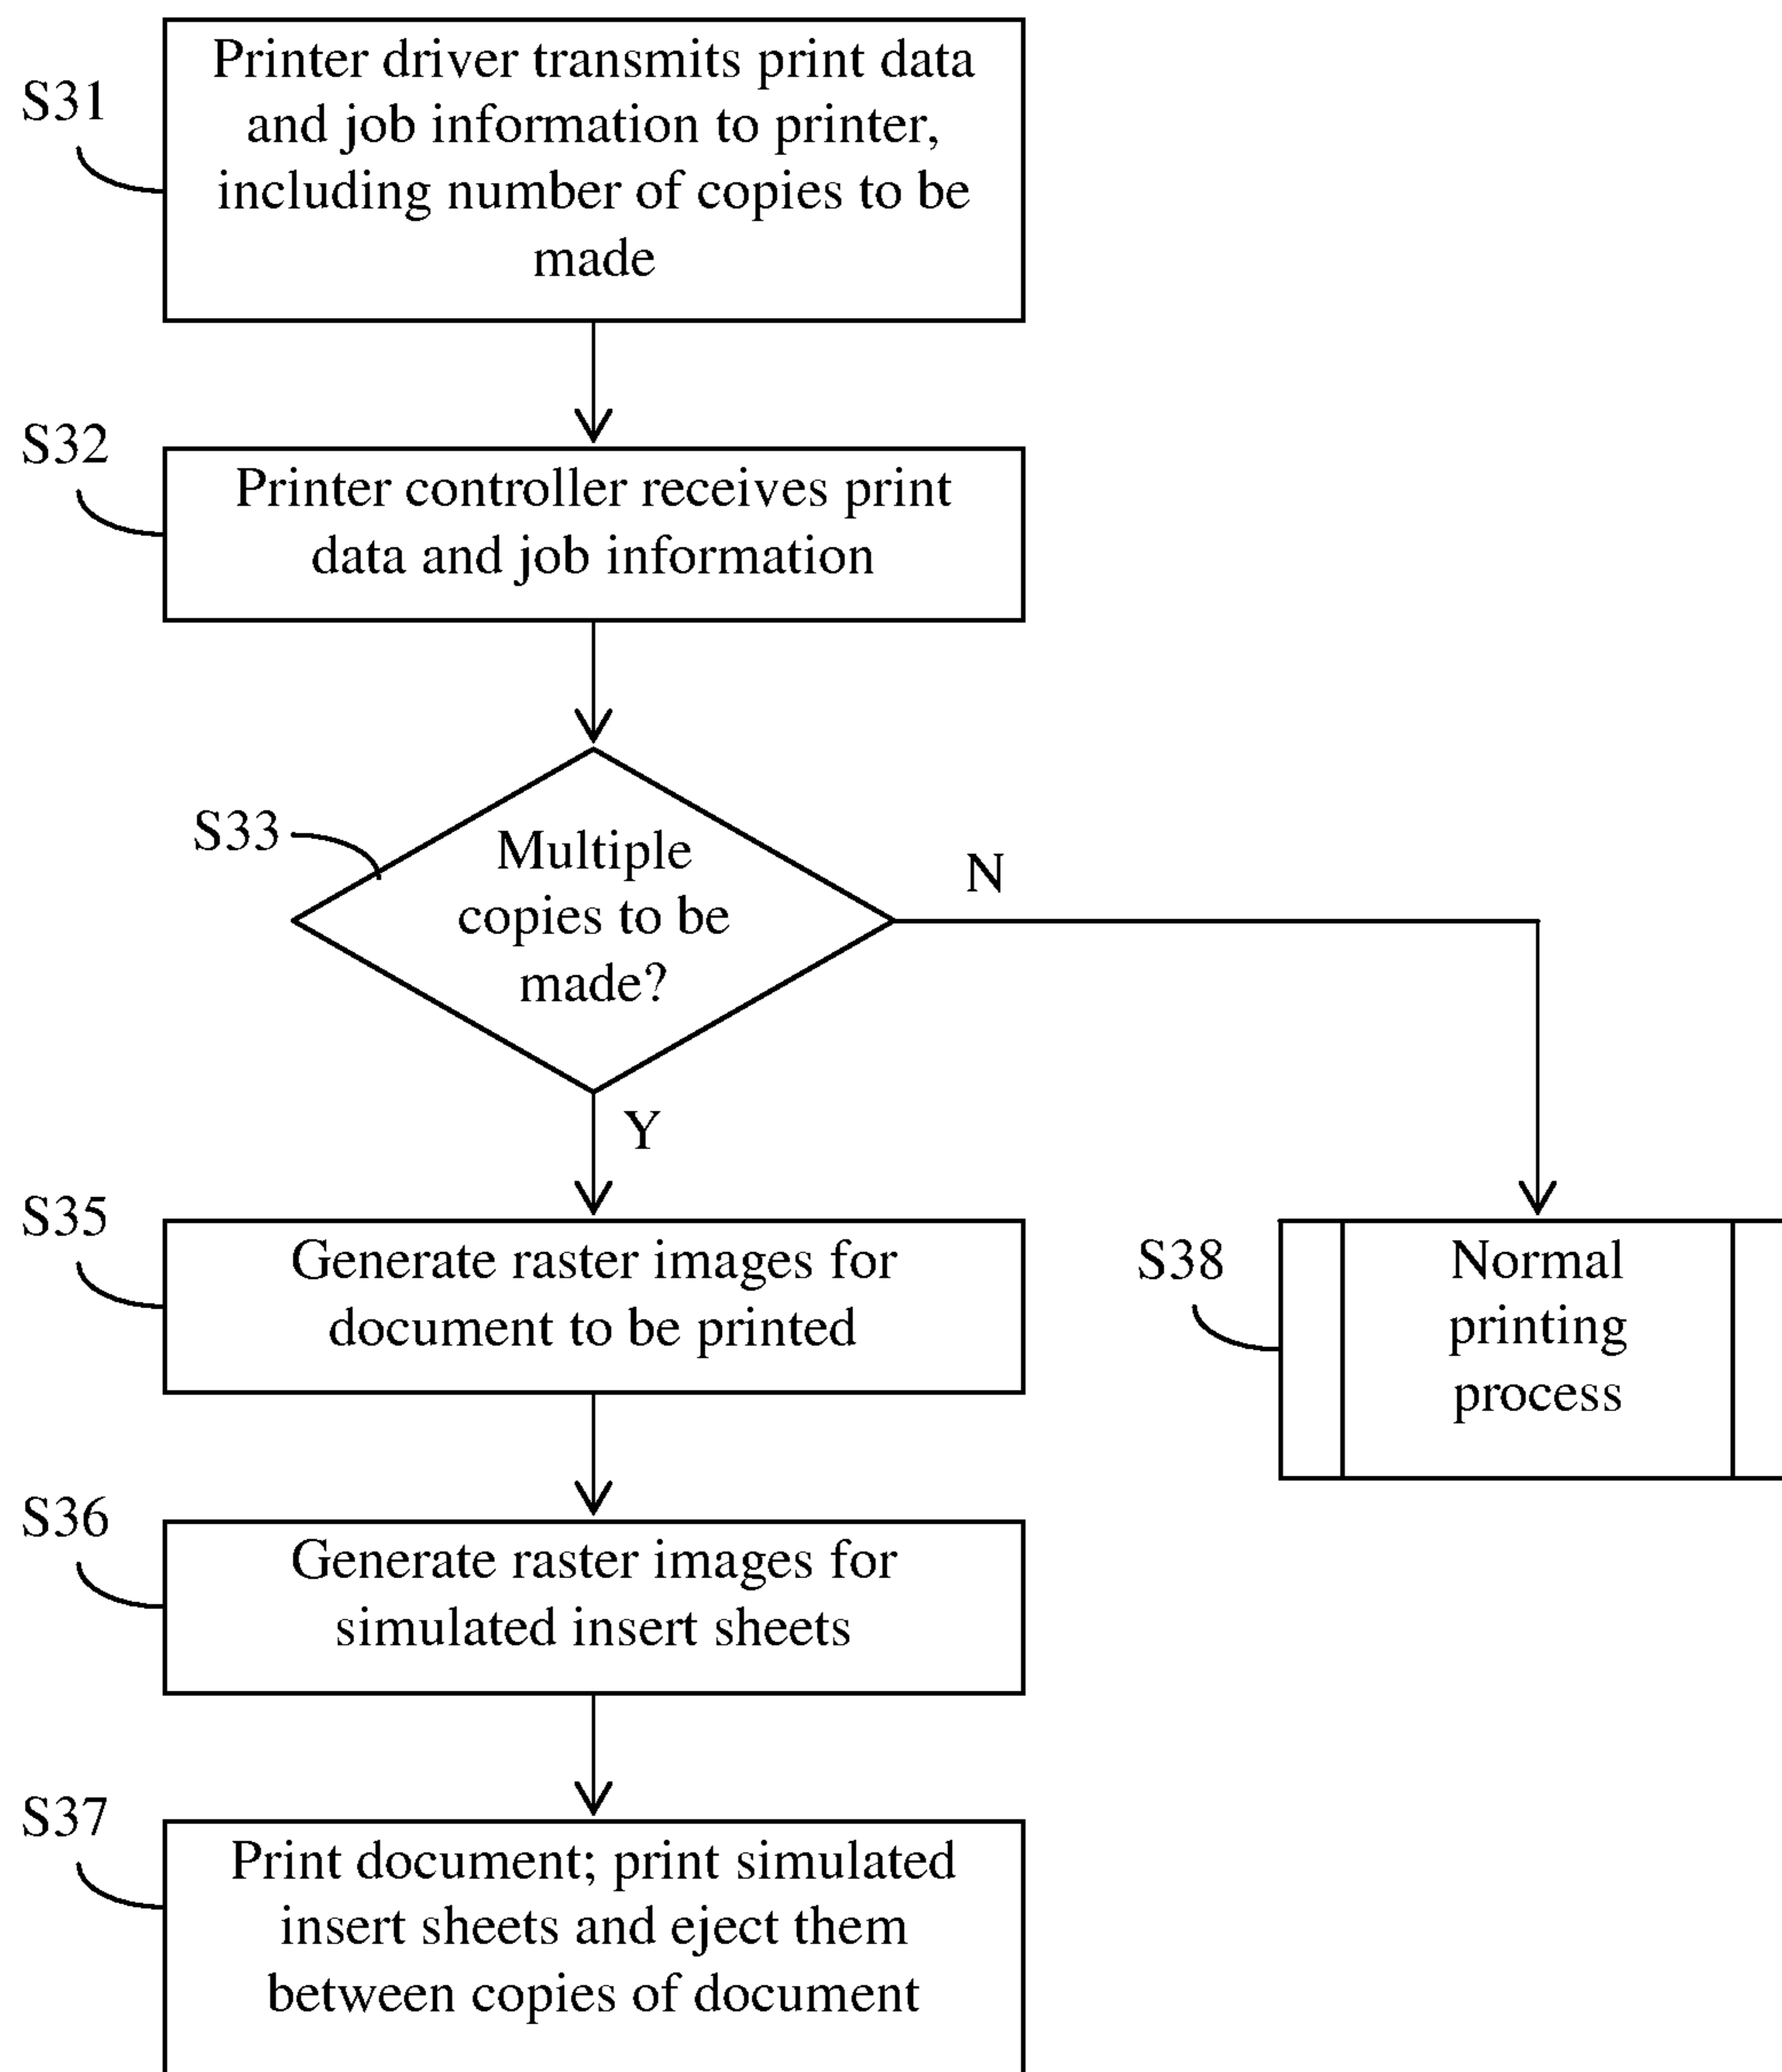 S31
Printer driver transmits print data
and job information to printer,
including number of copies to be
made
S32
Printer controller receives print
data and job information
S33
Multiple
copies to be
made?
N
Y
S35
Generate raster images for
document to be printed
S38
Normal
printing
process
S36
Generate raster images for
simulated insert sheets
S37
Print document; print simulated
insert sheets and eject them
between copies of document